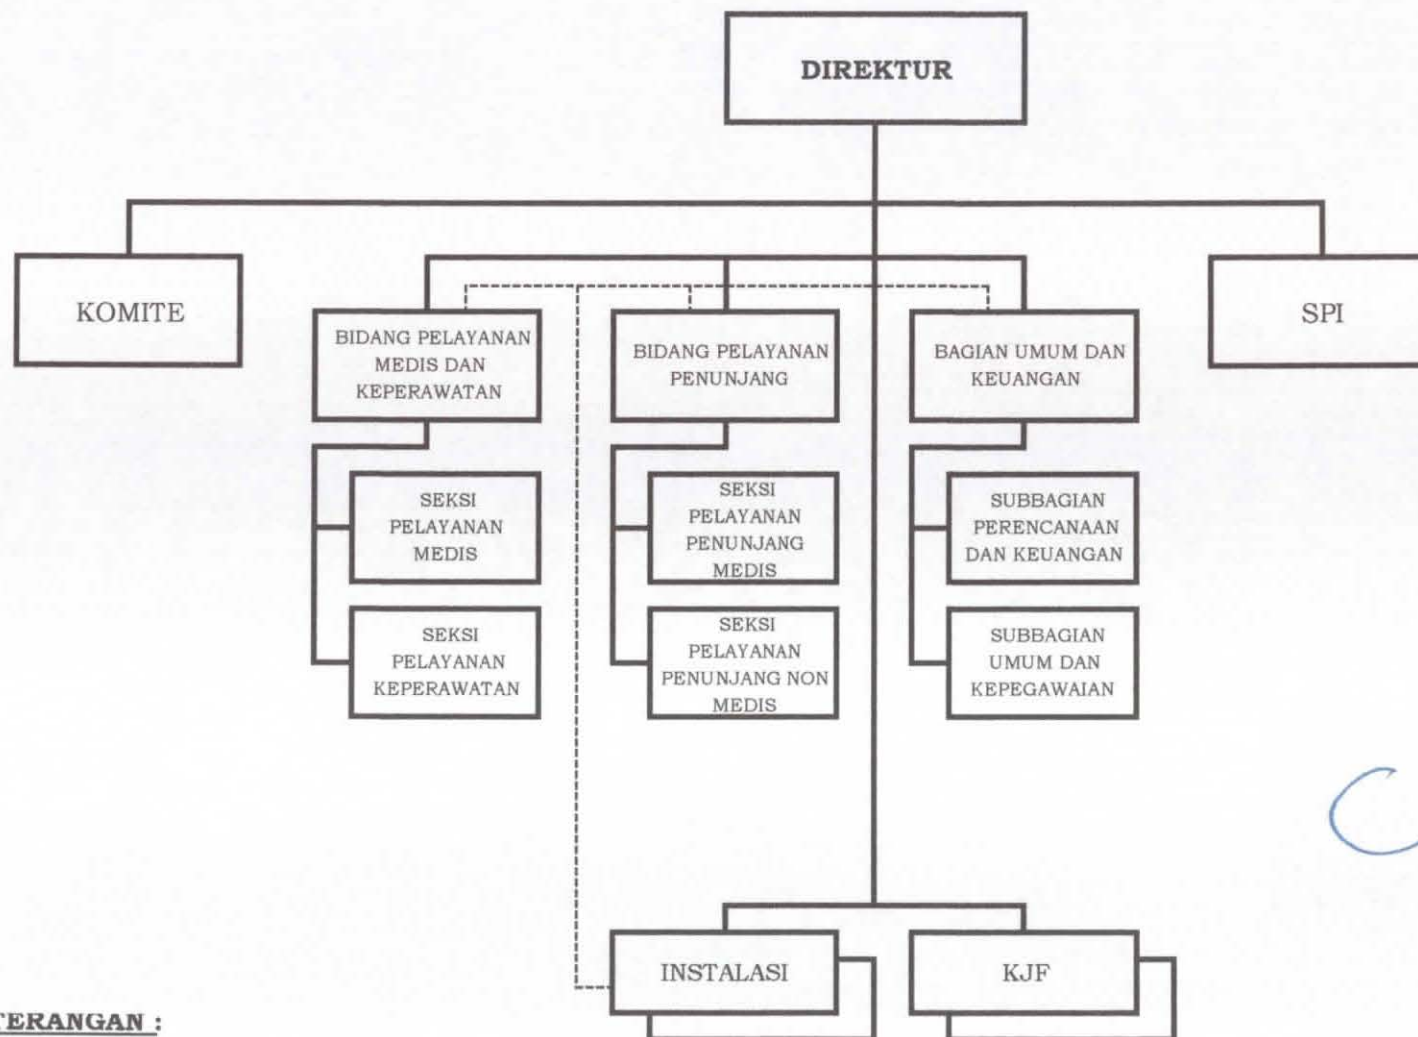 DIREKTUR
KOMITE
SPI
BIDANG PELAYANAN
MEDIS DAN
KEPERAWATAN
BIDANG PELAYANAN
PENUNJANG
BAGIAN UMUM DAN
KEUANGAN
SEKSI
PELAYANAN
MEDIS
SEKSI
PELAYANAN
PENUNJANG
MEDIS
SUBBAGIAN
PERENCANAAN
DAN KEUANGAN
SEKSI
PELAYANAN
KEPERAWATAN
SEKSI
PELAYANAN
PENUNJANG NON
MEDIS
SUBBAGIAN
UMUM DAN
KEPEGAWAIAN
INSTALASI
KJF
TERANGAN :